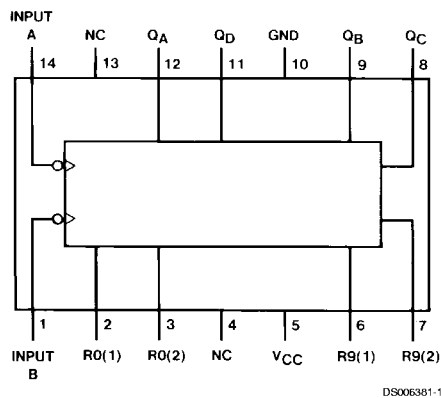 INPUT
A NC QA QD GND QB QC
14 13 12 11 10 9 8
1 2 3 4 5 6 7
INPUT R0(1) R0(2) NC VCC R9(1) R9(2)
B
DS006381-1